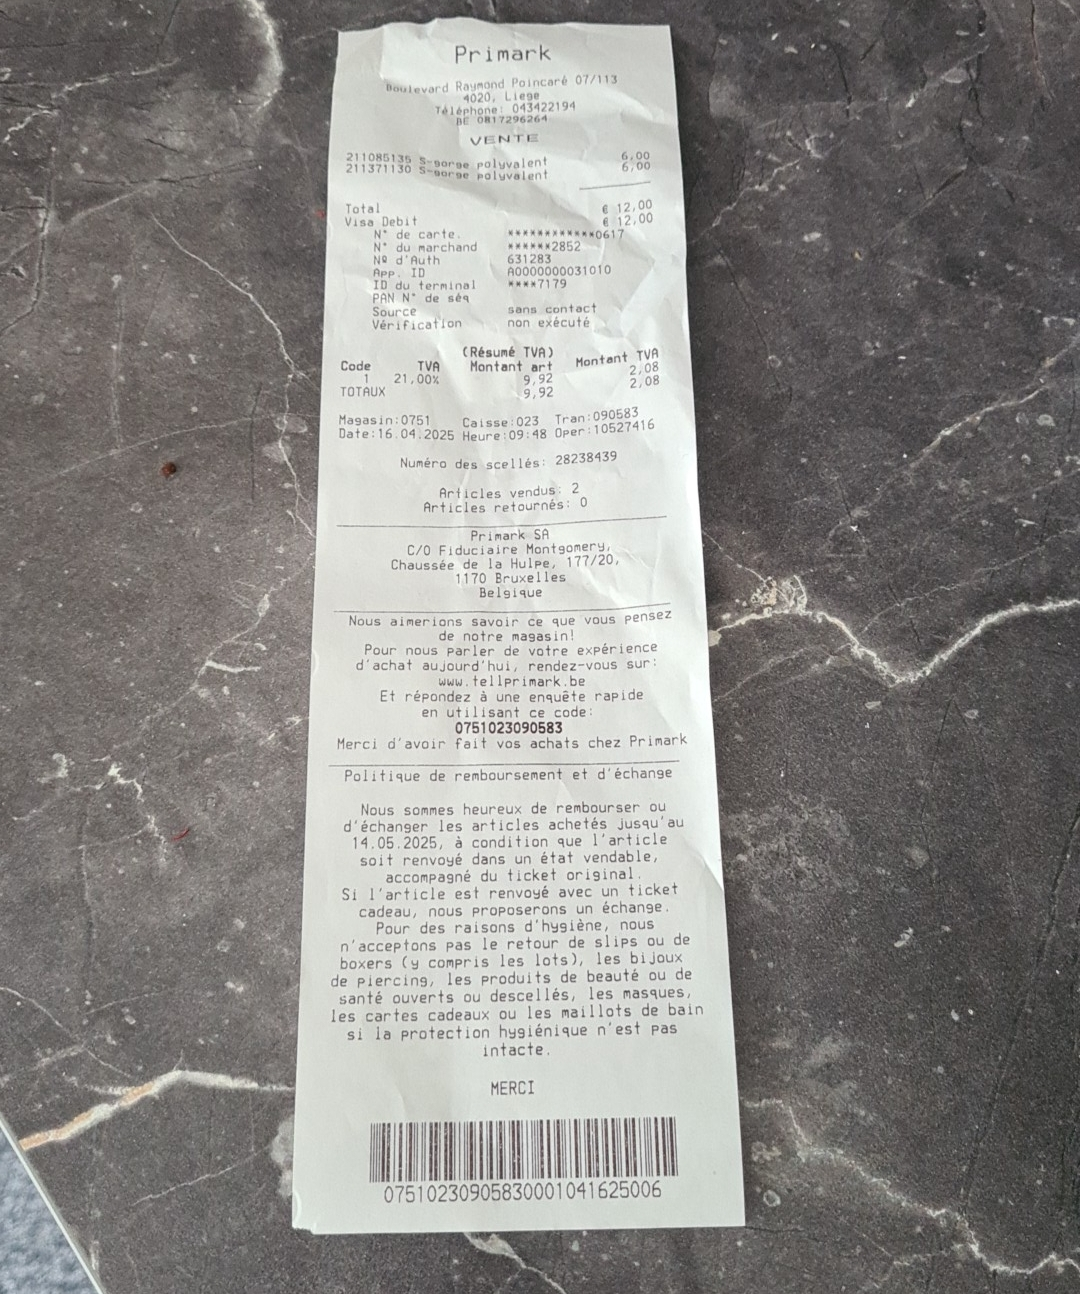 Primark
Boulevard Raymond Poincaré 07/113
4020, Liege
Téléphone: 043422194
BE 0817296264
VENTE
211085135 S-gorge polyvalent 6,00
211371130 S-gorge polyvalent 6,00
Total € 12,00
Visa Debit € 12,00
N° de carte. ************0617
N° du marchand ******2852
Nº d'Auth 631283
App. ID A0000000031010
ID du terminal ****7179
PAN N° de séq
Source sans contact
Vérification non exécuté
(Résumé TVA)
Code TVA Montant art Montant TVA
1 21,00% 9,92 2,08
TOTAUX 9,92 2,08
Magasin:0751 Caisse:023 Tran:090583
Date:16.04.2025 Heure:09:48 Oper:10527416
Numéro des scellés: 28238439
Articles vendus: 2
Articles retournés: 0
Primark SA
C/O Fiduciaire Montgomery,
Chaussée de la Hulpe, 177/20,
1170 Bruxelles
Belgique
Nous aimerions savoir ce que vous pensez
de notre magasin!
Pour nous parler de votre expérience
d'achat aujourd'hui, rendez-vous sur:
www.tellprimark.be
Et répondez à une enquête rapide
en utilisant ce code:
0751023090583
Merci d'avoir fait vos achats chez Primark
Politique de remboursement et d'échange
Nous sommes heureux de rembourser ou
d'échanger les articles achetés jusqu'au
14.05.2025, à condition que l'article
soit renvoyé dans un état vendable,
accompagné du ticket original.
Si l'article est renvoyé avec un ticket
cadeau, nous proposerons un échange.
Pour des raisons d'hygiène, nous
n'acceptons pas le retour de slips ou de
boxers (y compris les lots), les bijoux
de piercing, les produits de beauté ou de
santé ouverts ou descellés, les masques,
les cartes cadeaux ou les maillots de bain
si la protection hygiénique n'est pas
intacte.
MERCI
07510230905830001041625006